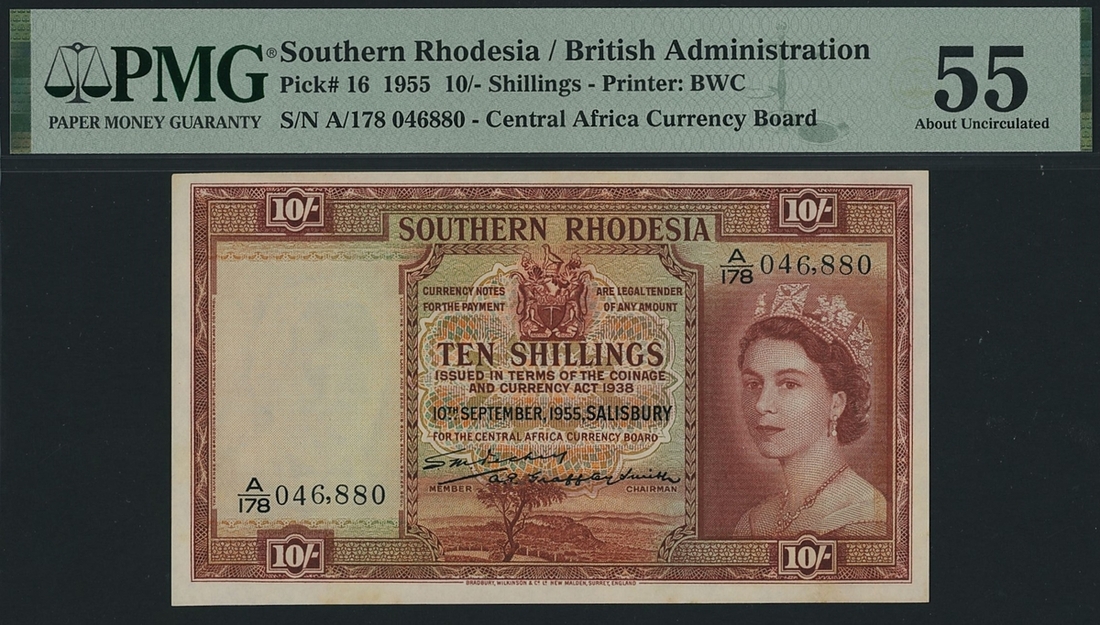 PMG® Southern Rhodesia / British Administration
PAPER MONEY GUARANTY
Pick# 16 1955 10/- Shillings - Printer: BWC
S/N A/178 046880 - Central Africa Currency Board
55
About Uncirculated
10/- 10/-
SOUTHERN RHODESIA
A/178 046,880
CURRENCY NOTES ARE LEGAL TENDER
FOR THE PAYMENT OF ANY AMOUNT
TEN SHILLINGS
ISSUED IN TERMS OF THE COINAGE
AND CURRENCY ACT 1938
10TH SEPTEMBER, 1955, SALISBURY
FOR THE CENTRAL AFRICA CURRENCY BOARD
MEMBER CHAIRMAN
A/178 046,880
10/- 10/-
BRADBURY, WILKINSON & Co. LD. NEW MALDEN, SURREY, ENGLAND